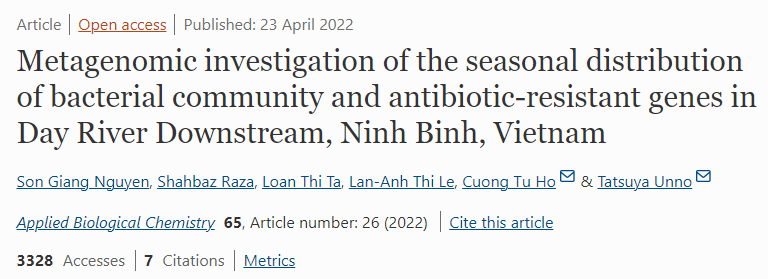 Article | Open access | Published: 23 April 2022
Metagenomic investigation of the seasonal distribution
of bacterial community and antibiotic-resistant genes in
Day River Downstream, Ninh Binh, Vietnam
Son Giang Nguyen, Shahbaz Raza, Loan Thi Ta, Lan-Anh Thi Le, Cuong Tu Ho & Tatsuya Unno
Applied Biological Chemistry 65, Article number: 26 (2022) | Cite this article
3328 Accesses | 7 Citations | Metrics